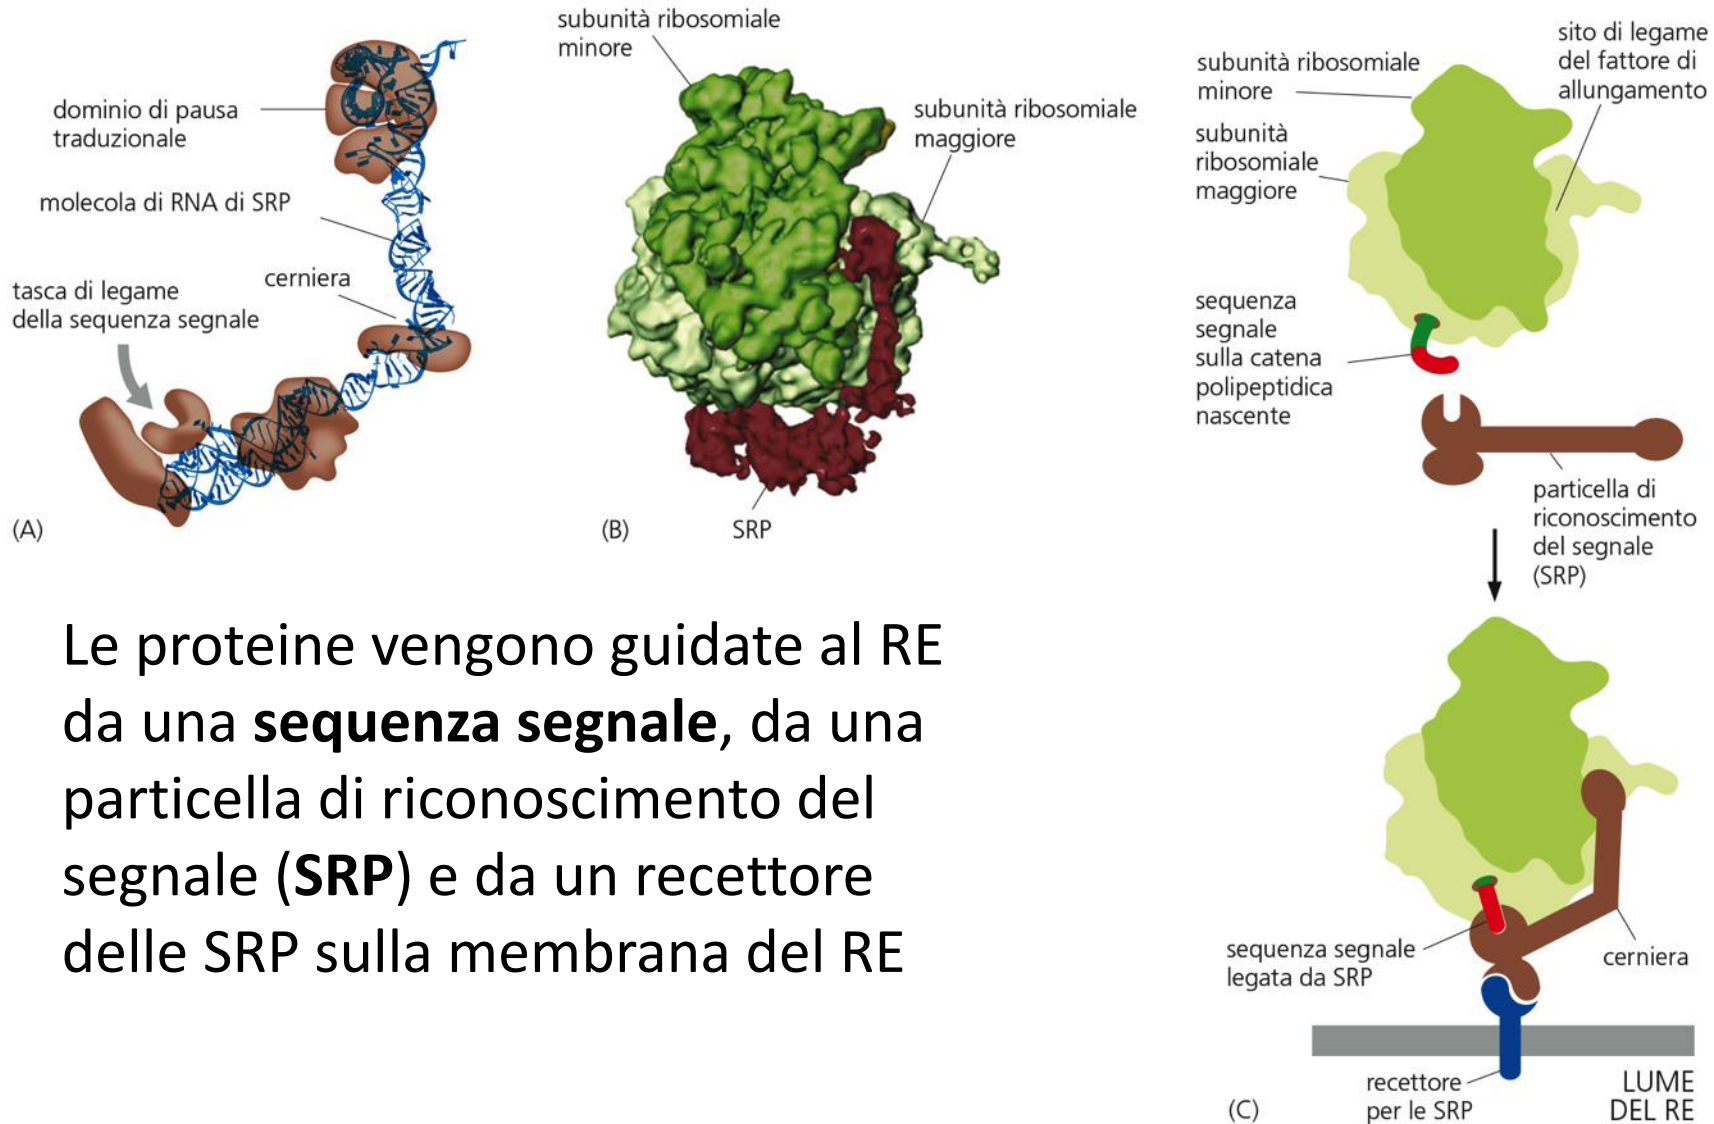 subunità ribosomiale
minore
dominio di pausa
traduzionale
molecola di RNA di SRP
cerniera
tasca di legame
della sequenza segnale
(A)
subunità ribosomiale
maggiore
(B)
SRP
subunità ribosomiale
minore
sito di legame
del fattore di
allungamento
subunità
ribosomiale
maggiore
sequenza
segnale
sulla catena
polipeptidica
nascente
particella di
riconoscimento
del segnale
(SRP)
sequenza segnale
legata da SRP
cerniera
recettore
per le SRP
LUME
DEL RE
(C)
Le proteine vengono guidate al RE
da una sequenza segnale, da una
particella di riconoscimento del
segnale (SRP) e da un recettore
delle SRP sulla membrana del RE